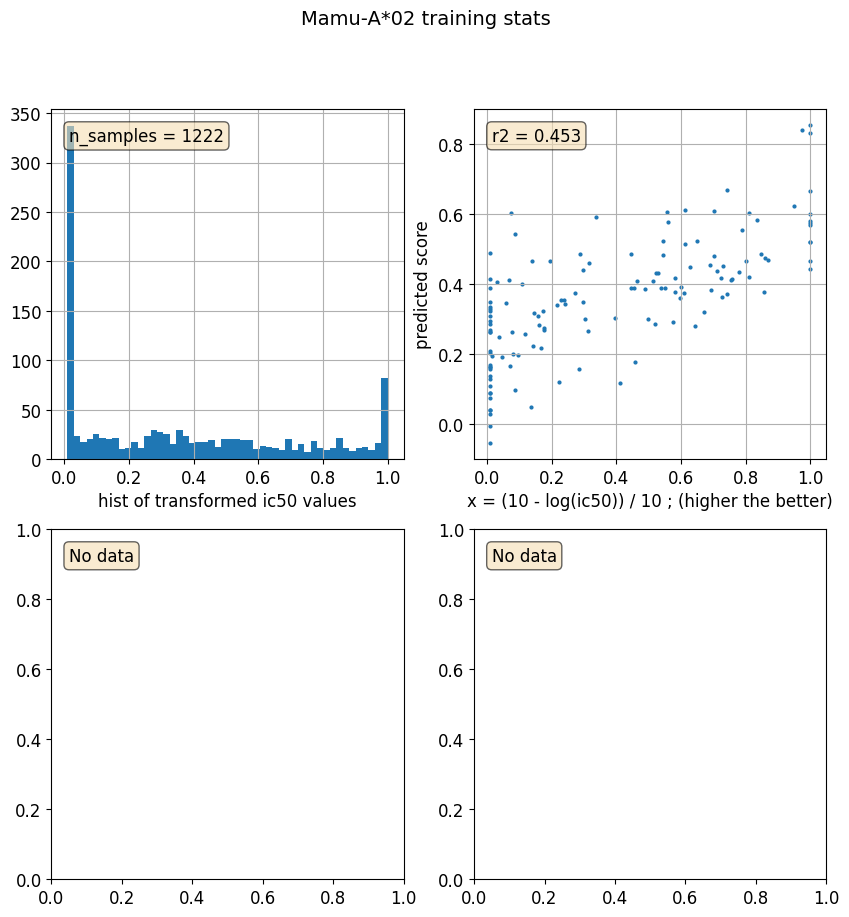 Mamu-A*02 training stats
350
300
250
200
150
100
50
0
n_samples = 1222
0.0 0.2 0.4 0.6 0.8 1.0
hist of transformed ic50 values
0.8
0.6
0.4
0.2
0.0
predicted score
r2 = 0.453
0.0 0.2 0.4 0.6 0.8 1.0
x = (10 - log(ic50)) / 10 ; (higher the better)
1.0
0.8
0.6
0.4
0.2
0.0
No data
0.0 0.2 0.4 0.6 0.8 1.0
1.0
0.8
0.6
0.4
0.2
0.0
No data
0.0 0.2 0.4 0.6 0.8 1.0